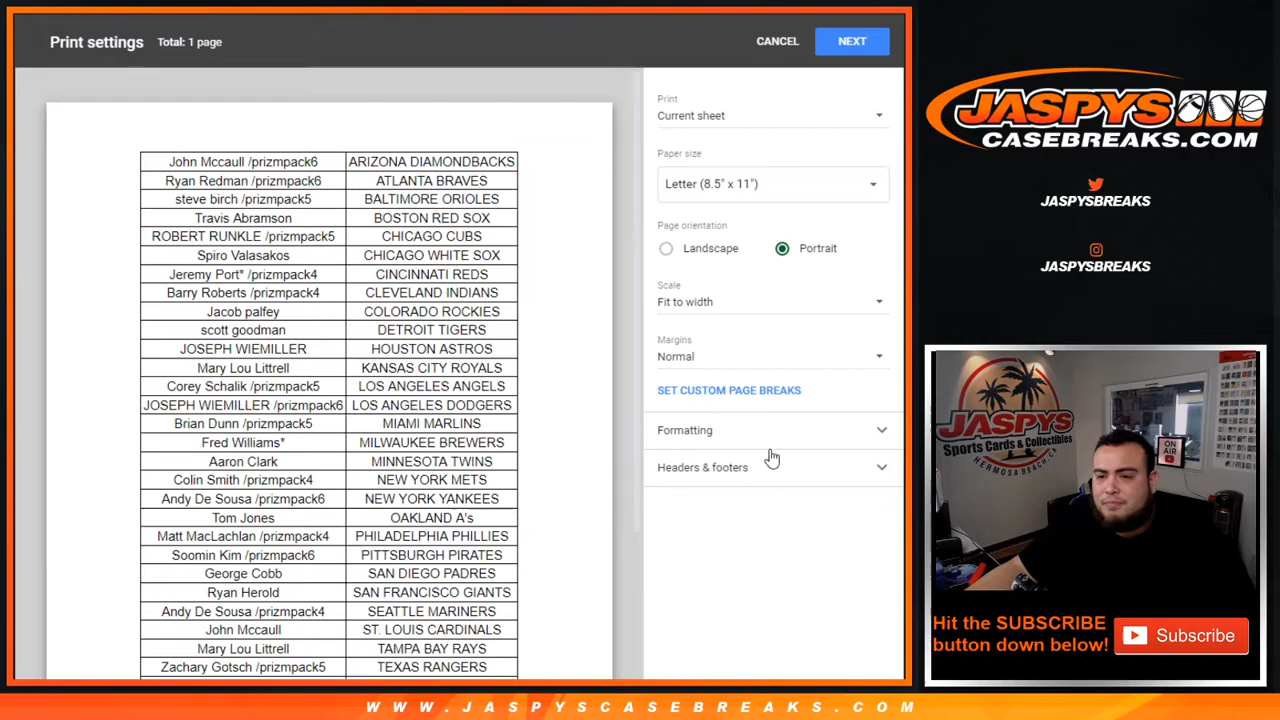 Print settings Total: 1 page CANCEL NEXT
John Mccaull /prizmpack6 ARIZONA DIAMONDBACKS
Ryan Redman /prizmpack6 ATLANTA BRAVES
steve birch /prizmpack5 BALTIMORE ORIOLES
Travis Abramson BOSTON RED SOX
ROBERT RUNKLE /prizmpack5 CHICAGO CUBS
Spiro Valasakos CHICAGO WHITE SOX
Jeremy Port* /prizmpack4 CINCINNATI REDS
Barry Roberts /prizmpack4 CLEVELAND INDIANS
Jacob palfey COLORADO ROCKIES
scott goodman DETROIT TIGERS
JOSEPH WIEMILLER HOUSTON ASTROS
Mary Lou Littrell KANSAS CITY ROYALS
Corey Schalik /prizmpack5 LOS ANGELES ANGELS
JOSEPH WIEMILLER /prizmpack6 LOS ANGELES DODGERS
Brian Dunn /prizmpack5 MIAMI MARLINS
Fred Williams* MILWAUKEE BREWERS
Aaron Clark MINNESOTA TWINS
Colin Smith /prizmpack4 NEW YORK METS
Andy De Sousa /prizmpack6 NEW YORK YANKEES
Tom Jones OAKLAND A's
Matt MacLachlan /prizmpack4 PHILADELPHIA PHILLIES
Soomin Kim /prizmpack6 PITTSBURGH PIRATES
George Cobb SAN DIEGO PADRES
Ryan Herold SAN FRANCISCO GIANTS
Andy De Sousa /prizmpack4 SEATTLE MARINERS
John Mccaull ST. LOUIS CARDINALS
Mary Lou Littrell TAMPA BAY RAYS
Zachary Gotsch /prizmpack5 TEXAS RANGERS
Print
Current sheet
Paper size
Letter (8.5" x 11")
Page orientation
Landscape Portrait
Scale
Fit to width
Margins
Normal
SET CUSTOM PAGE BREAKS
Formatting
Headers & footers
JASPYS
CASEBREAKS.COM
JASPYSBREAKS
JASPYSBREAKS
JASPYS
Sports Cards & Collectibles
HERMOSA BEACH, CA
ON AIR
Hit the SUBSCRIBE
button down below!
Subscribe
WWW.JASPYSCASEBREAKS.COM